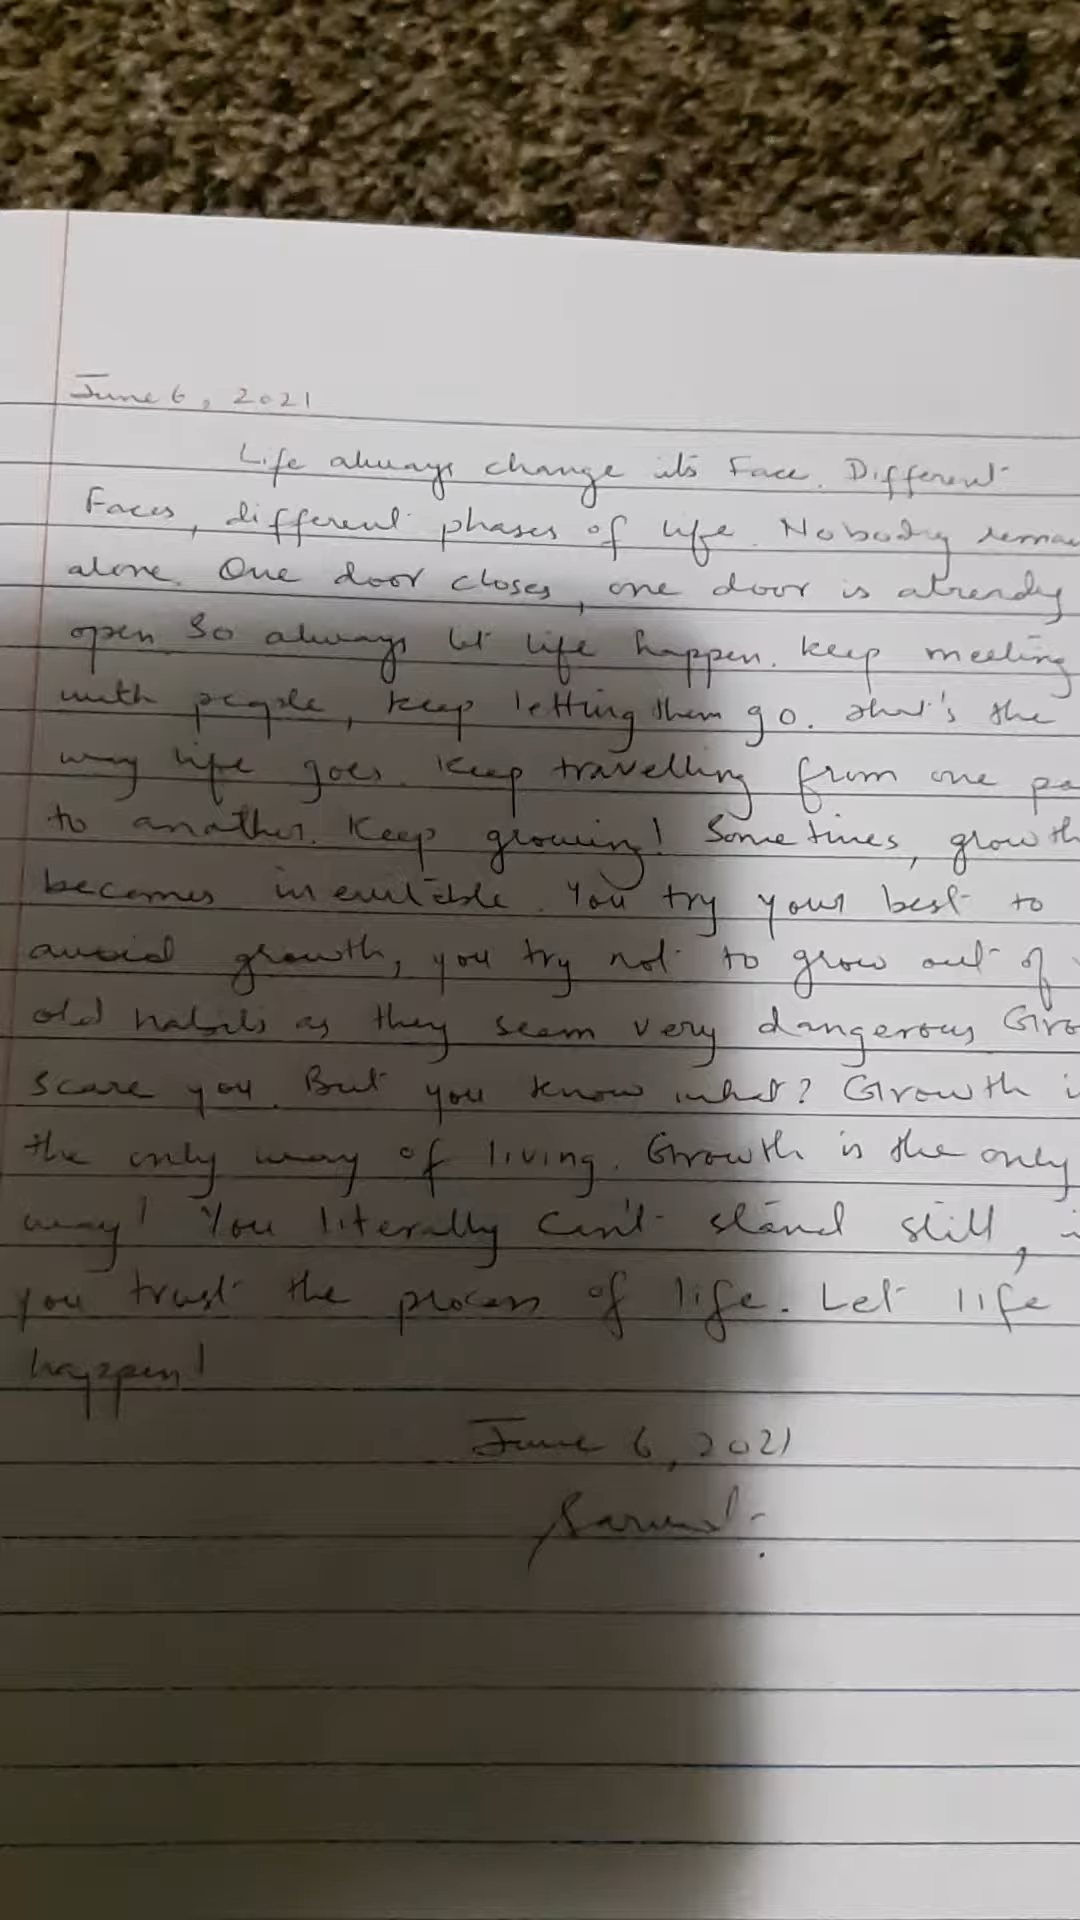 June 6, 2021
Life always change its Face. Different
Faces, different phases of life. Nobody remai
alone. One door closes, one door is already
open So always let life happen. Keep meeting
with people, keep letting them go. That's the
way life goes. Keep travelling from one pa
to another. Keep growing! Sometimes, growth
becomes inevitable. You try your best to
avoid growth, you try not to grow out of
old habits as they seem very dangerous Gro
scare you. But you know what? Growth i
the only way of living. Growth is the only
way! You literally can't stand still, i
you trust the process of life. Let life
happen!
June 6, 2021